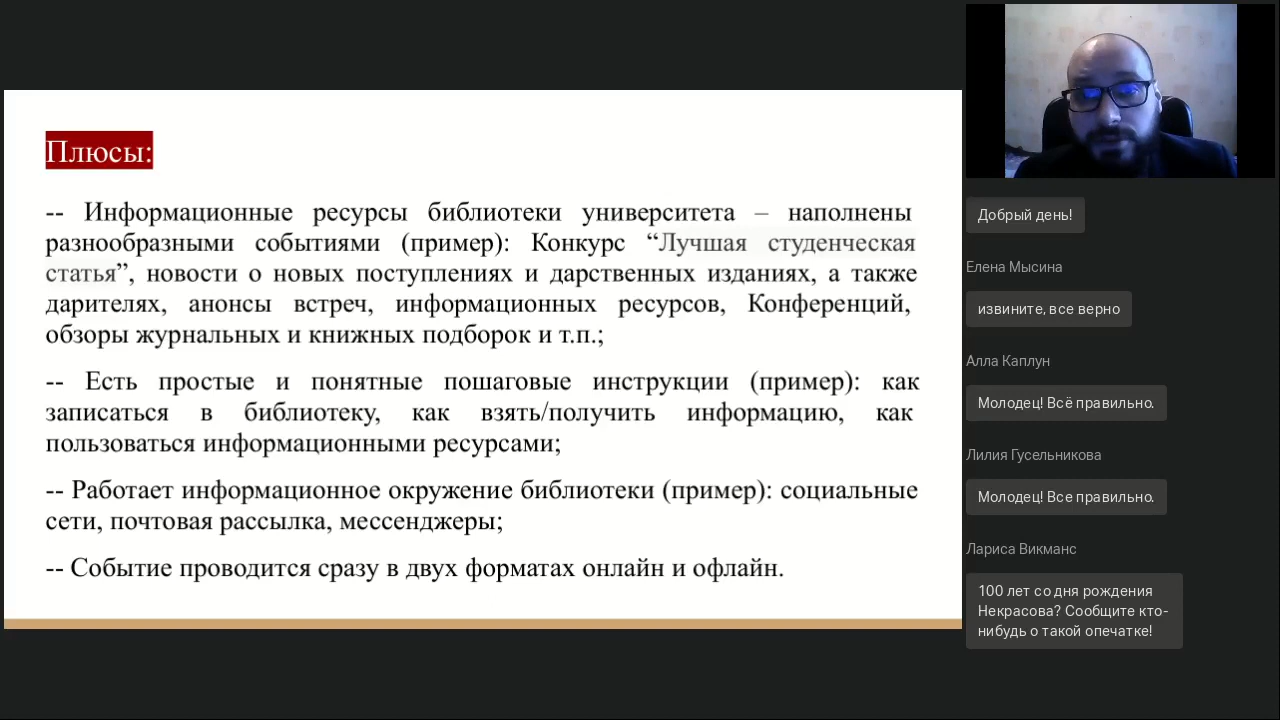 Плюсы:
-- Информационные ресурсы библиотеки университета – наполнены
разнообразными событиями (пример): Конкурс “Лучшая студенческая
статья”, новости о новых поступлениях и дарственных изданиях, а также
дарителях, анонсы встреч, информационных ресурсов, Конференций,
обзоры журнальных и книжных подборок и т.п.;
-- Есть простые и понятные пошаговые инструкции (пример): как
записаться в библиотеку, как взять/получить информацию, как
пользоваться информационными ресурсами;
-- Работает информационное окружение библиотеки (пример): социальные
сети, почтовая рассылка, мессенджеры;
-- Событие проводится сразу в двух форматах онлайн и офлайн.
Добрый день!
Елена Мысина
извините, все верно
Алла Каплун
Молодец! Всё правильно.
Лилия Гусельникова
Молодец! Все правильно.
Лариса Викманс
100 лет со дня рождения
Некрасова? Сообщите кто-
нибудь о такой опечатке!